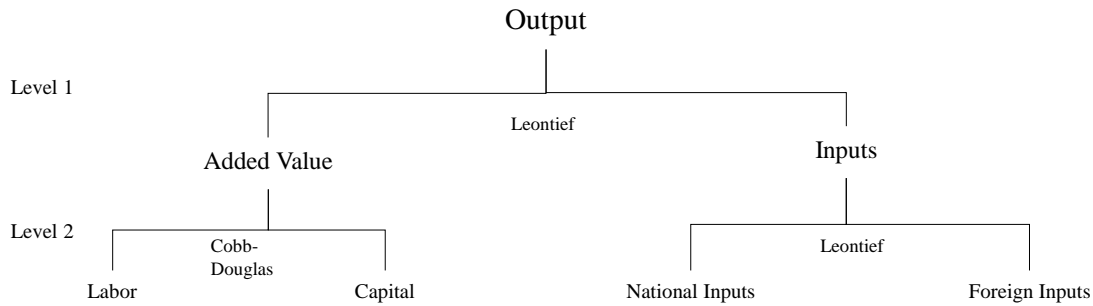 Output
Level 1
Leontief
Added Value
Inputs
Level 2
Cobb-
Douglas
Leontief
Labor
Capital
National Inputs
Foreign Inputs